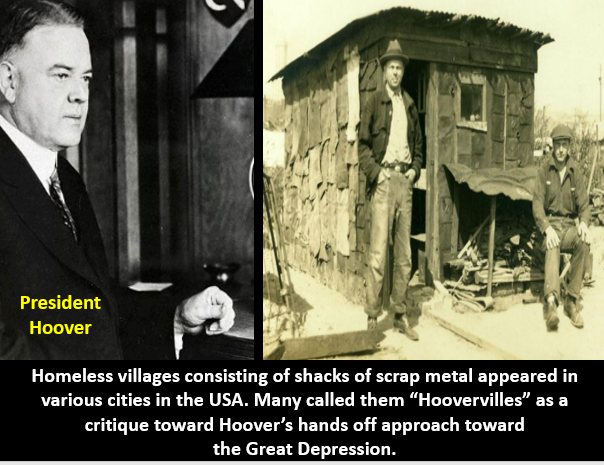 President
Hoover
Homeless villages consisting of shacks of scrap metal appeared in
various cities in the USA. Many called them “Hoovervilles” as a
critique toward Hoover’s hands off approach toward
the Great Depression.